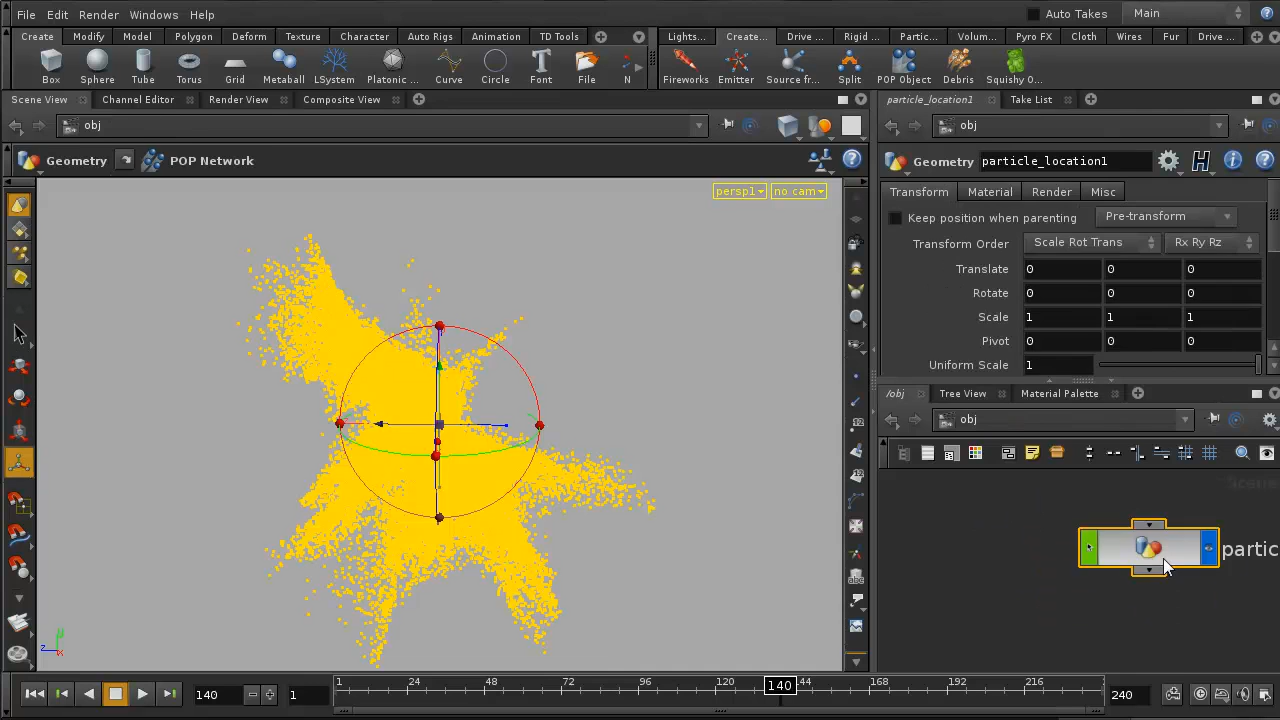 File Edit Render Windows Help Auto Takes Main
Create Modify Model Polygon Deform Texture Character Auto Rigs Animation TD Tools Lights... Create... Drive ... Partic... Rigid ... Partic... Volum... Pyro FX Cloth Wires Fur Drive ...
Box Sphere Tube Torus Grid Metaball LSystem Platonic ... Curve Circle Font File N Fireworks Emitter Source fr... Split POP Object Debris Squishy O...
Scene View Channel Editor Render View Composite View particle_location1 Take List
obj obj
Geometry POP Network Geometry particle_location1
persp1 no cam
Transform Material Render Misc
Keep position when parenting Pre-transform
Transform Order Scale Rot Trans Rx Ry Rz
Translate 0 0 0
Rotate 0 0 0
Scale 1 1 1
Pivot 0 0 0
Uniform Scale 1
/obj Tree View Material Palette
obj
Scene
partic
y
z x
140 1 1 24 48 72 96 120 140 144 168 192 216 240